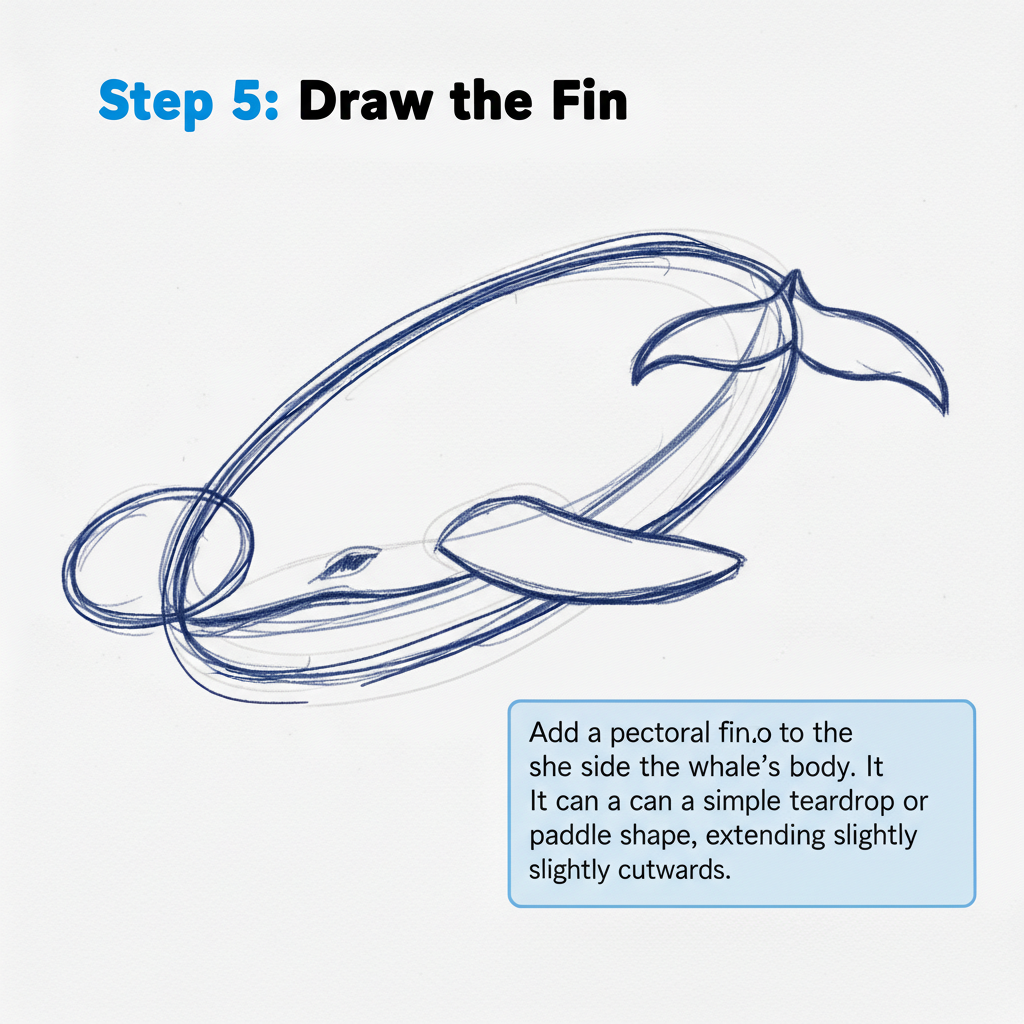 Step 5: Draw the Fin
Add a pectoral fin.o to the
she side the whale's body. It
It can a can a simple teardrop or
paddle shape, extending slightly
slightly cutwards.